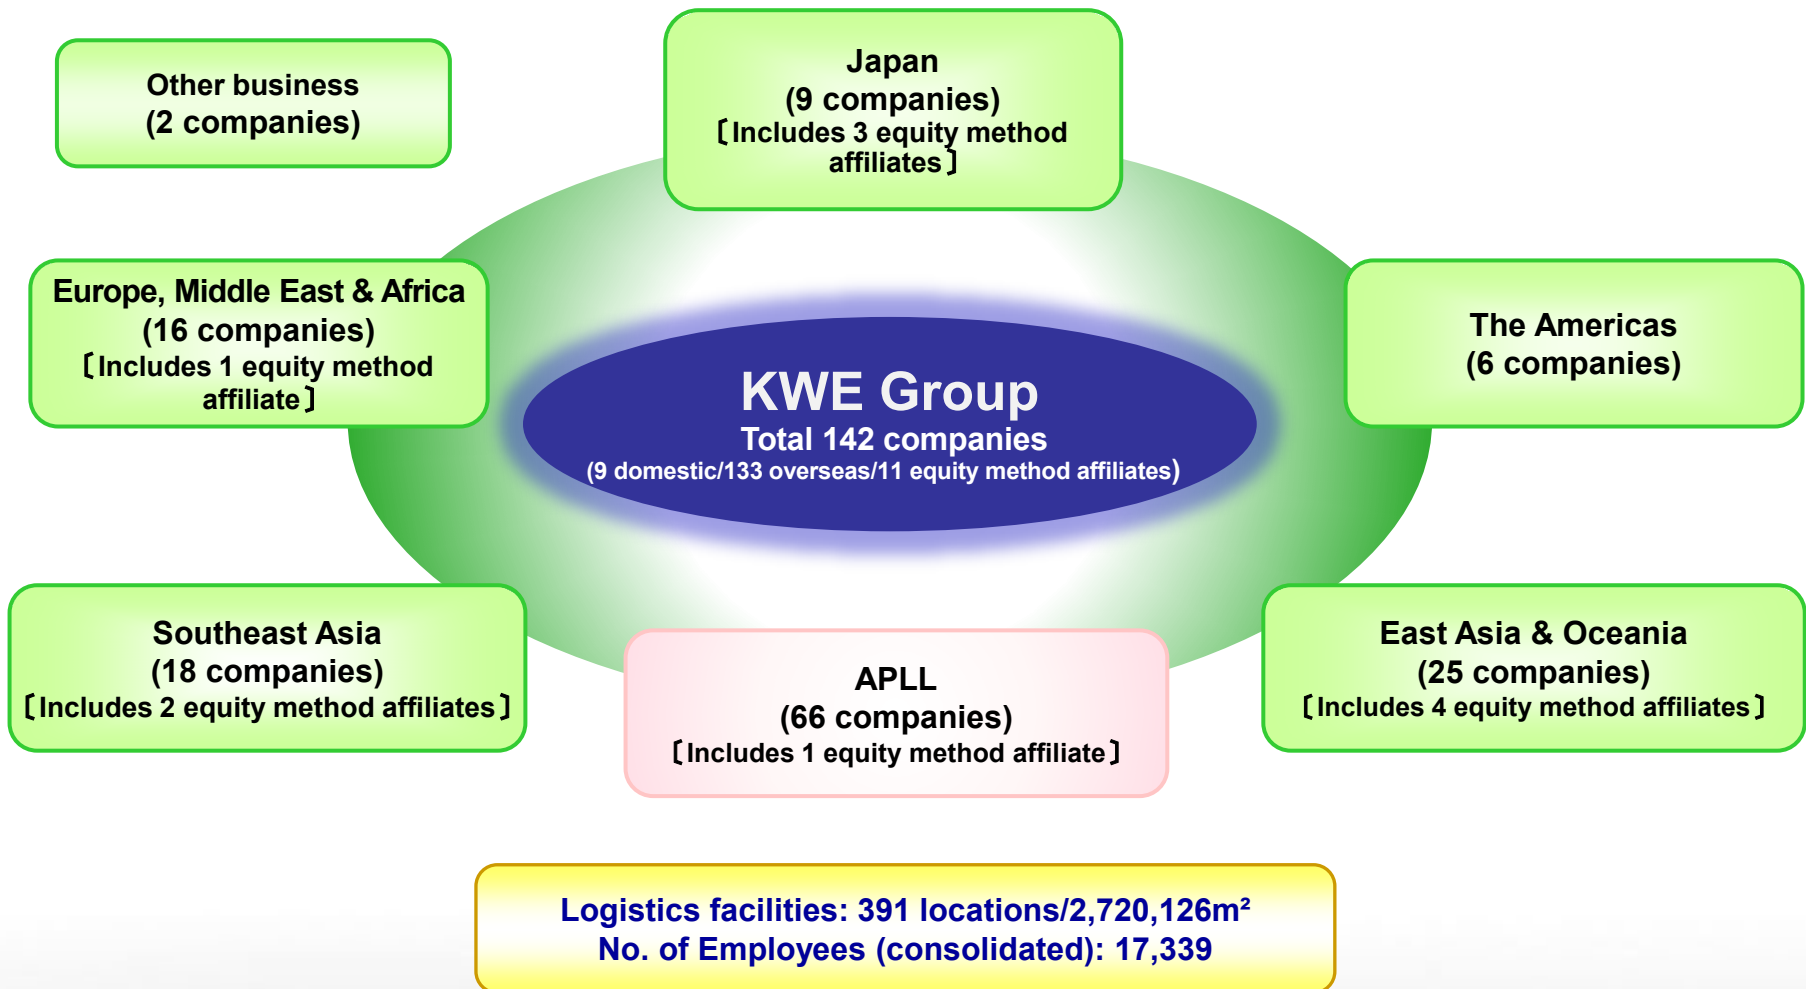 Other business
(2 companies)
Japan
(9 companies)
〔Includes 3 equity method
affiliates〕
Europe, Middle East & Africa
(16 companies)
〔Includes 1 equity method
affiliate〕
The Americas
(6 companies)
KWE Group
Total 142 companies
(9 domestic/133 overseas/11 equity method affiliates)
Southeast Asia
(18 companies)
〔Includes 2 equity method affiliates〕
APLL
(66 companies)
〔Includes 1 equity method affiliate〕
East Asia & Oceania
(25 companies)
〔Includes 4 equity method affiliates〕
Logistics facilities: 391 locations/2,720,126m²
No. of Employees (consolidated): 17,339